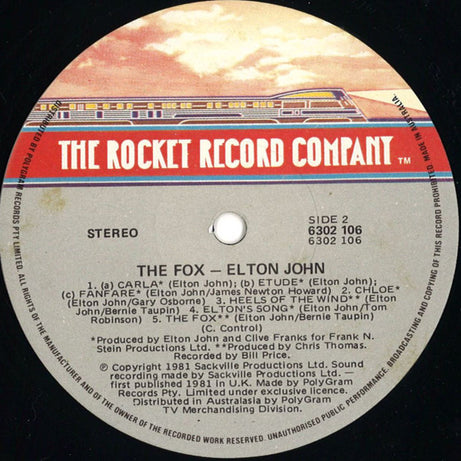 THE ROCKET RECORD COMPANY TM
STEREO
SIDE 2
6302 106
6302 106
THE FOX – ELTON JOHN
1. (a) CARLA* (Elton John); (b) ETUDE* (Elton John);
(c) FANFARE* (Elton John/James Newton Howard) 2. CHLOE*
(Elton John/Gary Osborne) 3. HEELS OF THE WIND** (Elton
John/Bernie Taupin) 4. ELTON'S SONG* (Elton John/Tom
Robinson) 5. THE FOX** (Elton John/Bernie Taupin)
(C. Control)
*Produced by Elton John and Clive Franks for Frank N.
Stein Productions Ltd. **Produced by Chris Thomas.
Recorded by Bill Price.
Ⓟ Copyright 1981 Sackville Productions Ltd. Sound
recording made by Sackville Productions Ltd. –
first published 1981 in U.K. Made by PolyGram
Records Pty. Limited under exclusive licence.
Distributed in Australasia by PolyGram
TV Merchandising Division.
DISTRIBUTED BY POLYGRAM RECORDS PTY. LIMITED. ALL RIGHTS OF THE MANUFACTURER AND OF THE OWNER OF THE RECORDED WORK RESERVED. UNAUTHORISED PUBLIC PERFORMANCE, BROADCASTING AND COPYING OF THIS RECORD PROHIBITED. MADE IN AUSTRALIA.